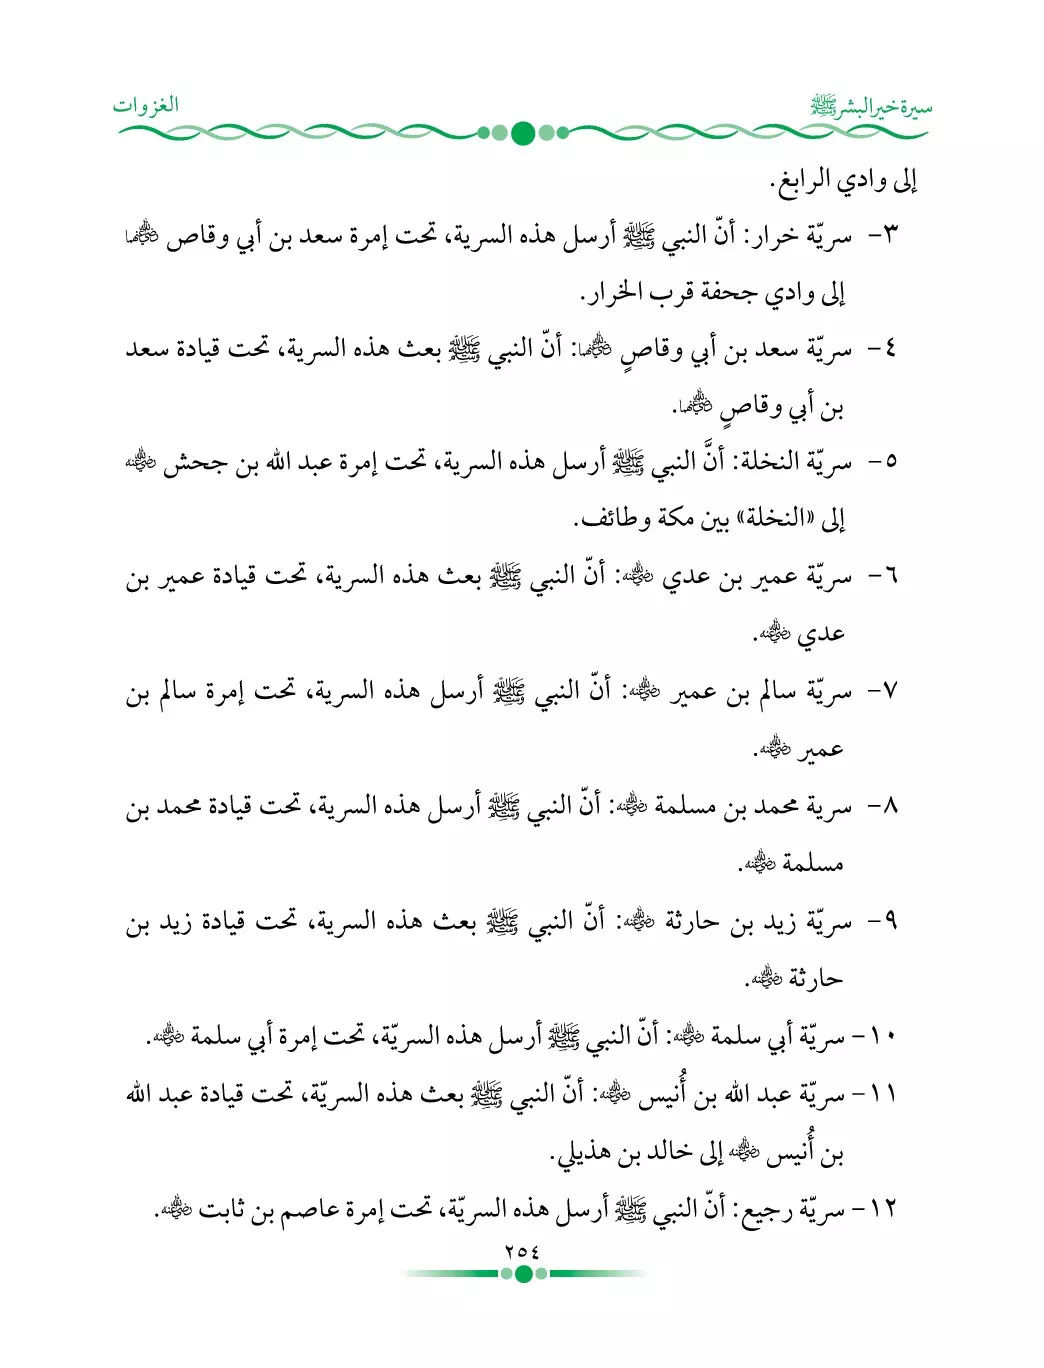 سيرة خير البشر ﷺ
الغزوات
إلى وادي الرابغ.
٣- سريّة خرار: أنّ النبي ﷺ أرسل هذه السرية، تحت إمرة سعد بن أبي وقاص رضي الله عنهما
إلى وادي جحفة قرب الخرار.
٤- سريّة سعد بن أبي وقاصٍ رضي الله عنهما: أنّ النبي ﷺ بعث هذه السرية، تحت قيادة سعد
بن أبي وقاصٍ رضي الله عنهما.
٥- سريّة النخلة: أنَّ النبي ﷺ أرسل هذه السرية، تحت إمرة عبد الله بن جحش رضي الله عنه
إلى «النخلة» بين مكة وطائف.
٦- سريّة عمير بن عدي رضي الله عنه: أنّ النبي ﷺ بعث هذه السرية، تحت قيادة عمير بن
عدي رضي الله عنه.
٧- سريّة سالم بن عمير رضي الله عنه: أنّ النبي ﷺ أرسل هذه السرية، تحت إمرة سالم بن
عمير رضي الله عنه.
٨- سرية محمد بن مسلمة رضي الله عنه: أنّ النبي ﷺ أرسل هذه السرية، تحت قيادة محمد بن
مسلمة رضي الله عنه.
٩- سريّة زيد بن حارثة رضي الله عنه: أنّ النبي ﷺ بعث هذه السرية، تحت قيادة زيد بن
حارثة رضي الله عنه.
١٠- سريّة أبي سلمة رضي الله عنه: أنّ النبي ﷺ أرسل هذه السريّة، تحت إمرة أبي سلمة رضي الله عنه.
١١- سريّة عبد الله بن أُنيس رضي الله عنه: أنّ النبي ﷺ بعث هذه السريّة، تحت قيادة عبد الله
بن أُنيس رضي الله عنه إلى خالد بن هذيلي.
١٢- سريّة رجيع: أنّ النبي ﷺ أرسل هذه السريّة، تحت إمرة عاصم بن ثابت رضي الله عنه.
٢٥٤